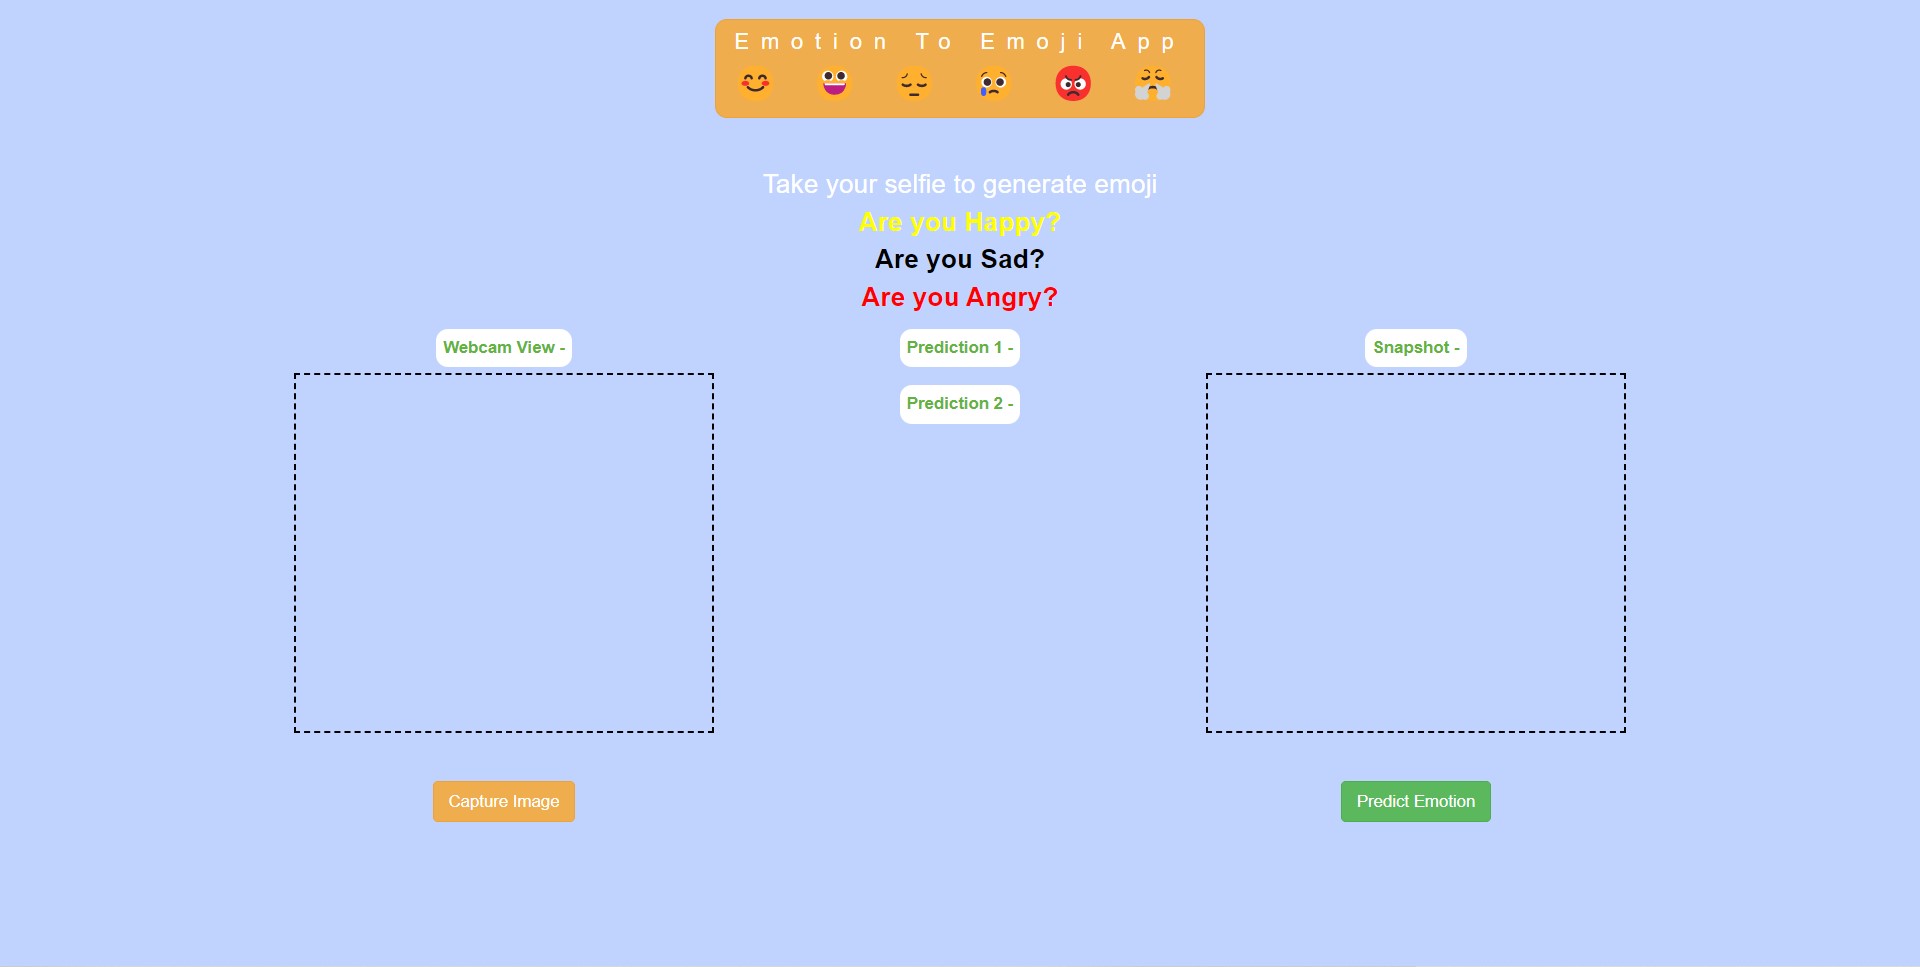 Emotion To Emoji App
Take your selfie to generate emoji
Are you Happy?
Are you Sad?
Are you Angry?
Webcam View -
Prediction 1 -
Snapshot -
Prediction 2 -
Capture Image
Predict Emotion